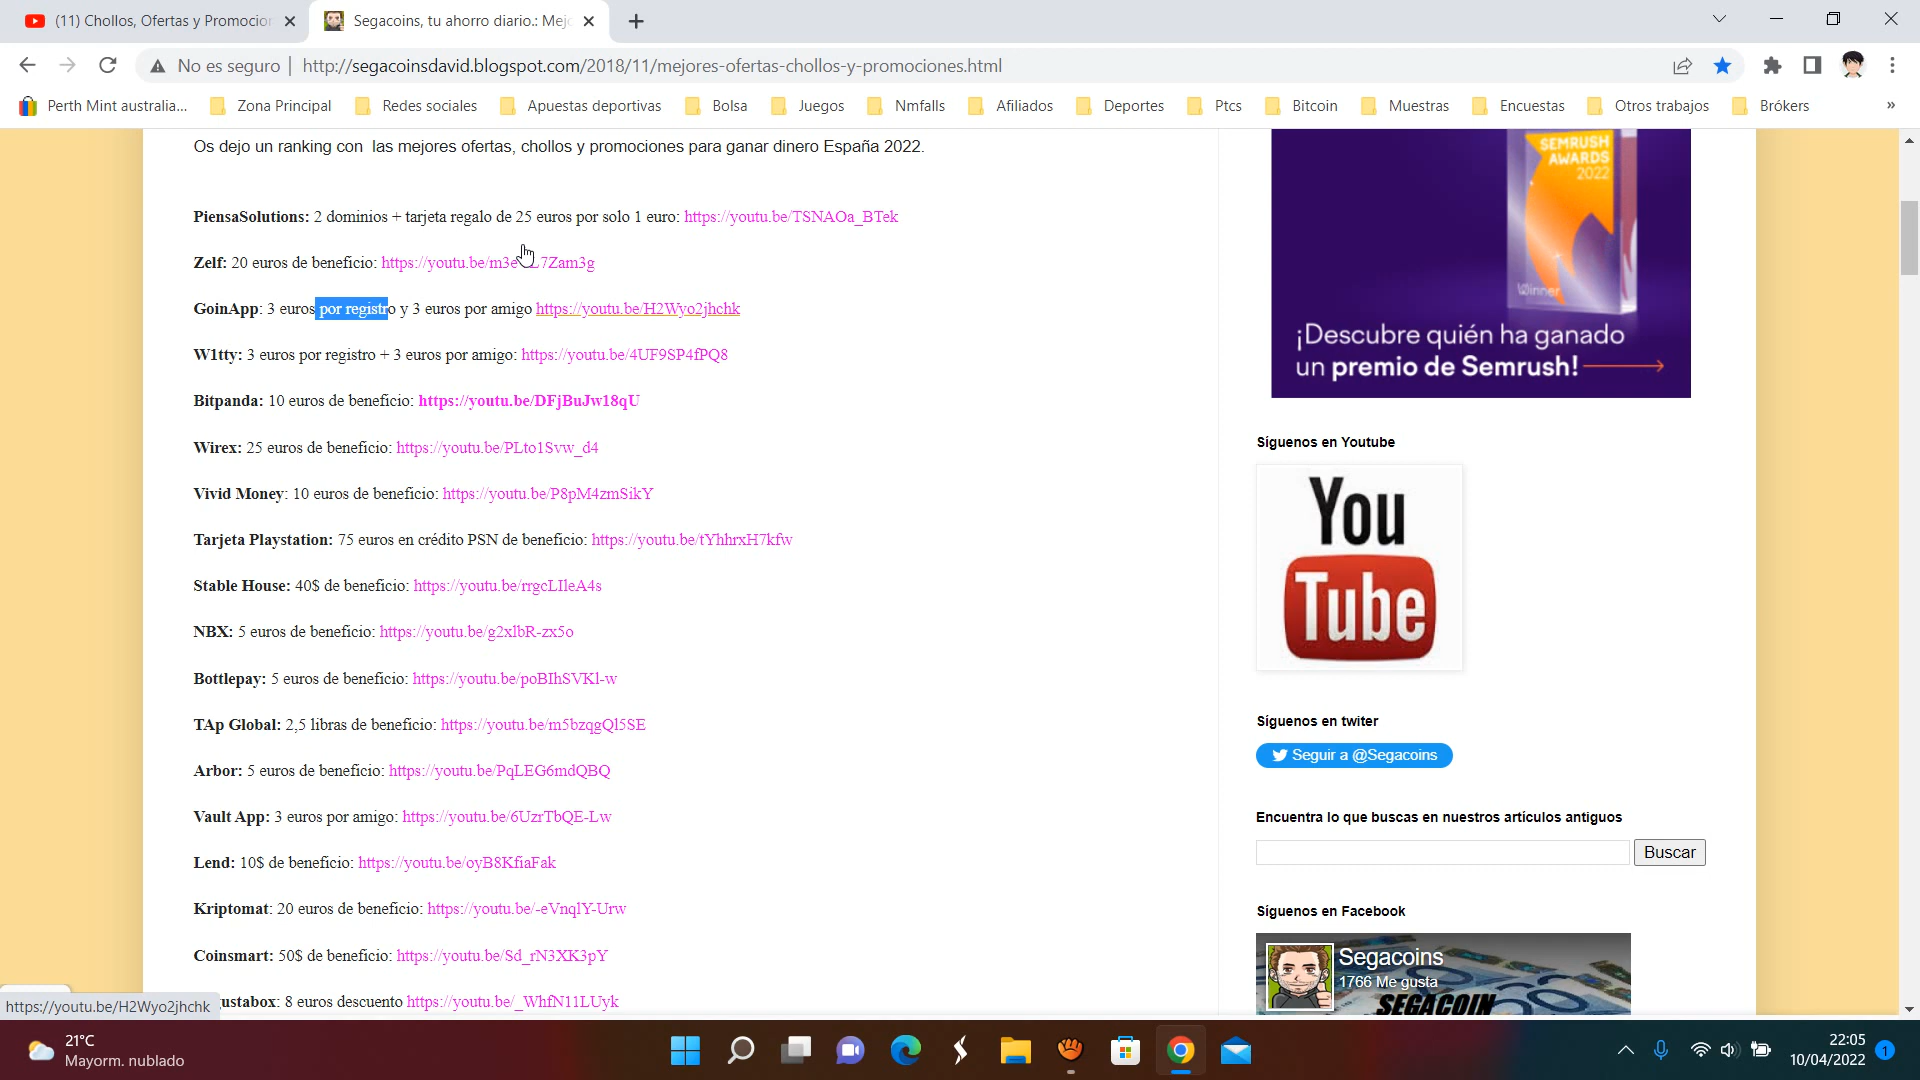 (11) Chollos, Ofertas y Promocion
Segacoins, tu ahorro diario.: Mejo
No es seguro
http://segacoinsdavid.blogspot.com/2018/11/mejores-ofertas-chollos-y-promociones.html
Perth Mint australia...
Zona Principal
Redes sociales
Apuestas deportivas
Bolsa
Juegos
Nmfalls
Afiliados
Deportes
Ptcs
Bitcoin
Muestras
Encuestas
Otros trabajos
Brókers
»
Os dejo un ranking con las mejores ofertas, chollos y promociones para ganar dinero España 2022.
PiensaSolutions: 2 dominios + tarjeta regalo de 25 euros por solo 1 euro: https://youtu.be/TSNAOa_BTek
Zelf: 20 euros de beneficio:
GoinApp: 3 euros por registro y 3 euros por amigo https://youtu.be/H2Wyo2jhchk
W1tty: 3 euros por registro + 3 euros por amigo: https://youtu.be/4UF9SP4fPQ8
Bitpanda: 10 euros de beneficio: https://youtu.be/DFjBuJw18qU
Wirex: 25 euros de beneficio: https://youtu.be/PLto1Svw_d4
Vivid Money: 10 euros de beneficio: https://youtu.be/P8pM4zmSikY
Tarjeta Playstation: 75 euros en crédito PSN de beneficio: https://youtu.be/tYhhrxH7kfw
Stable House: 40$ de beneficio: https://youtu.be/rrgcLIleA4s
NBX: 5 euros de beneficio: https://youtu.be/g2xlbR-zx5o
Bottlepay: 5 euros de beneficio: https://youtu.be/poBIhSVKl-w
TAp Global: 2,5 libras de beneficio: https://youtu.be/m5bzqgQl5SE
Arbor: 5 euros de beneficio: https://youtu.be/PqLEG6mdQBQ
Vault App: 3 euros por amigo: https://youtu.be/6UzrTbQE-Lw
Lend: 10$ de beneficio: https://youtu.be/oyB8KfiaFak
Kriptomat: 20 euros de beneficio: https://youtu.be/-eVnqlY-Urw
Coinsmart: 50$ de beneficio: https://youtu.be/Sd_rN3XK3pY
ustabox: 8 euros descuento https://youtu.be/_WhfN11LUyk
SEMRUSH
AWARDS
2022
Winner
¡Descubre quién ha ganado
un premio de Semrush!
Síguenos en Youtube
You
Tube
Síguenos en twiter
Seguir a @Segacoins
Encuentra lo que buscas en nuestros artículos antiguos
Buscar
Síguenos en Facebook
Segacoins
1766 Me gusta
SEGACOIN
https://youtu.be/H2Wyo2jhchk
21°C
Mayorm. nublado
22:05
10/04/2022
1